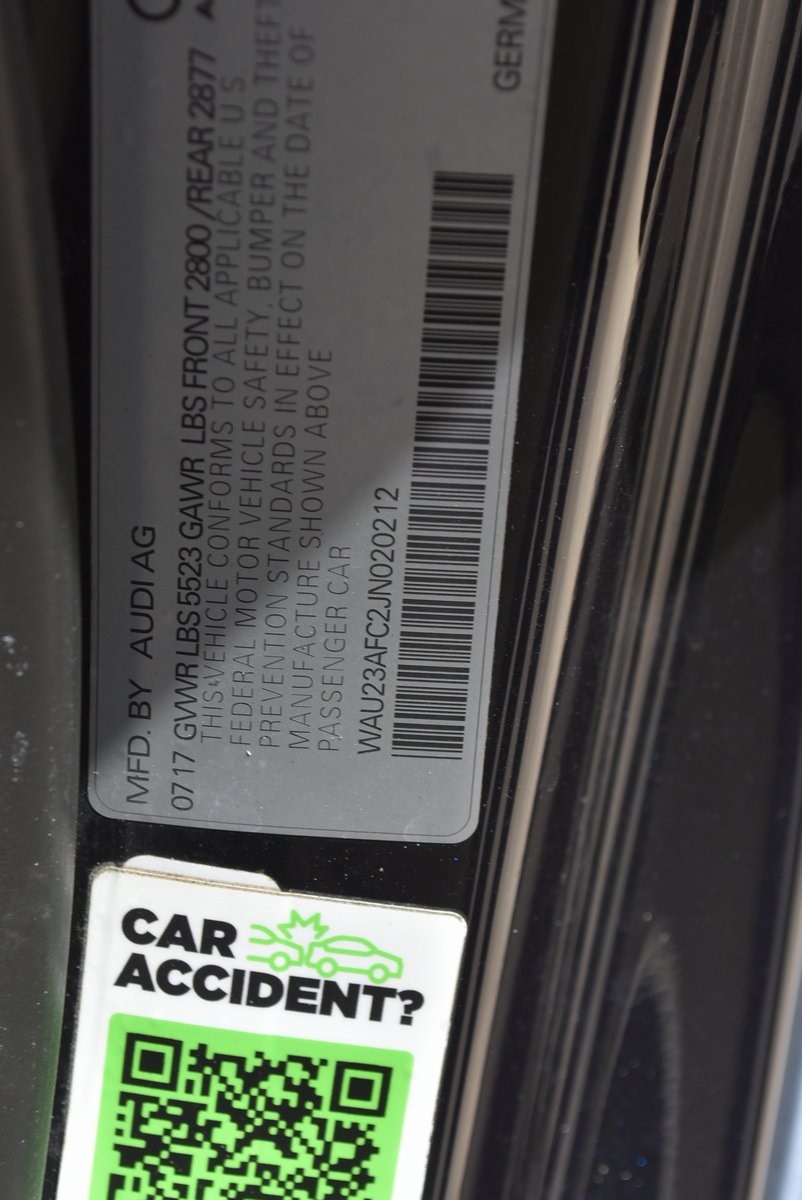 MFD. BY AUDI AG
0717 GVWR LBS 5523 GAWR LBS FRONT 2800 /REAR 2877
THIS VEHICLE CONFORMS TO ALL APPLICABLE U S
FEDERAL MOTOR VEHICLE SAFETY, BUMPER AND THEFT
PREVENTION STANDARDS IN EFFECT ON THE DATE OF
MANUFACTURE SHOWN ABOVE
PASSENGER CAR
WAU23AFC2JN020212
GERM
CAR
ACCIDENT?